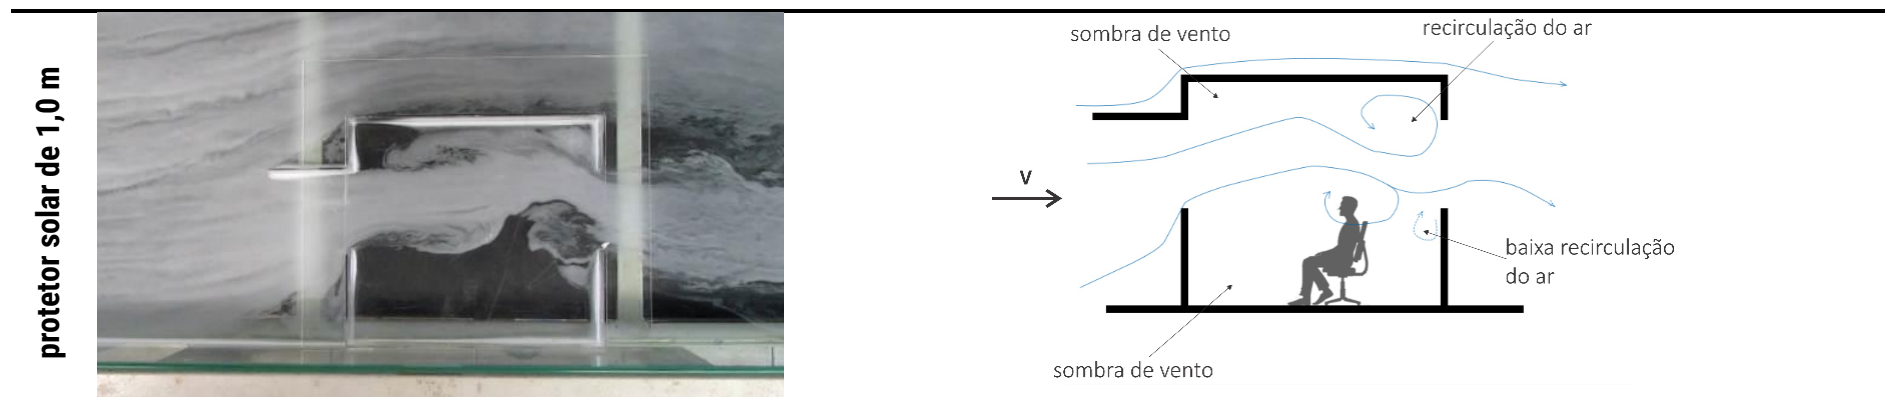 protetor solar de 1,0 m
sombra de vento
recirculação do ar
v
baixa recirculação
do ar
sombra de vento